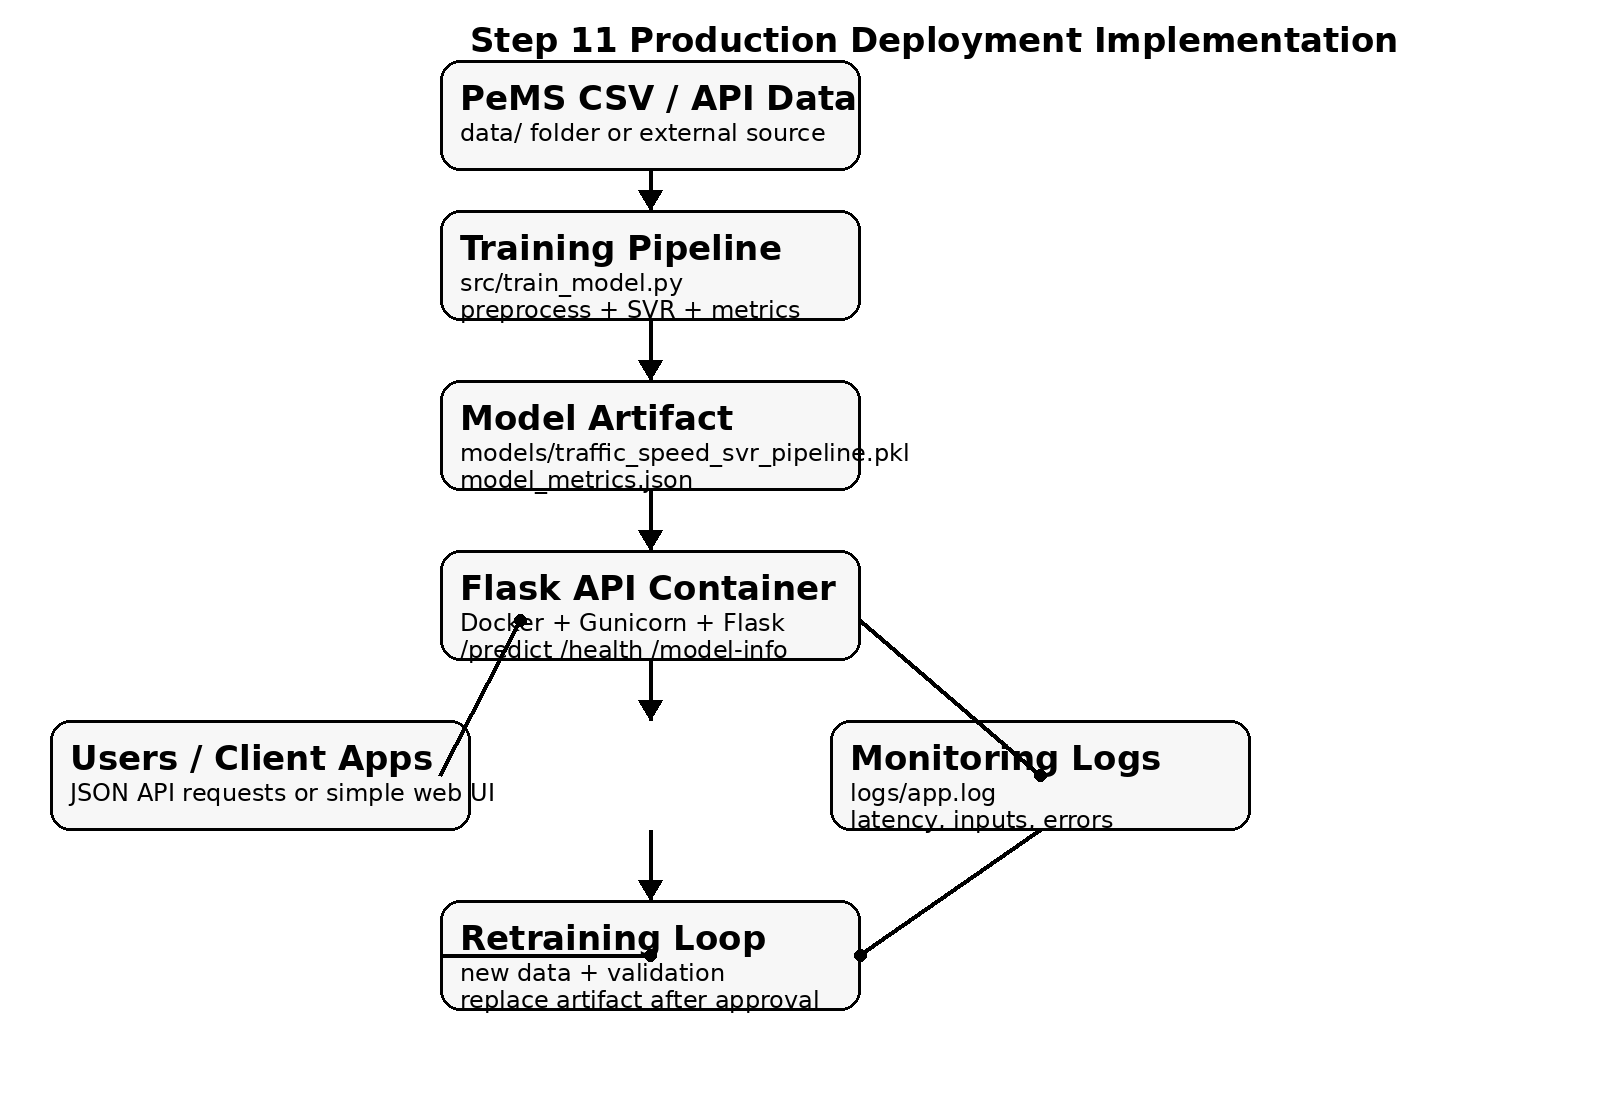 Step 11 Production Deployment Implementation
PeMS CSV / API Data
data/ folder or external source
Training Pipeline
src/train_model.py
preprocess + SVR + metrics
Model Artifact
models/traffic_speed_svr_pipeline.pkl
model_metrics.json
Flask API Container
Docker + Gunicorn + Flask
/predict /health /model-info
Users / Client Apps
JSON API requests or simple web UI
Monitoring Logs
logs/app.log
latency, inputs, errors
Retraining Loop
new data + validation
replace artifact after approval